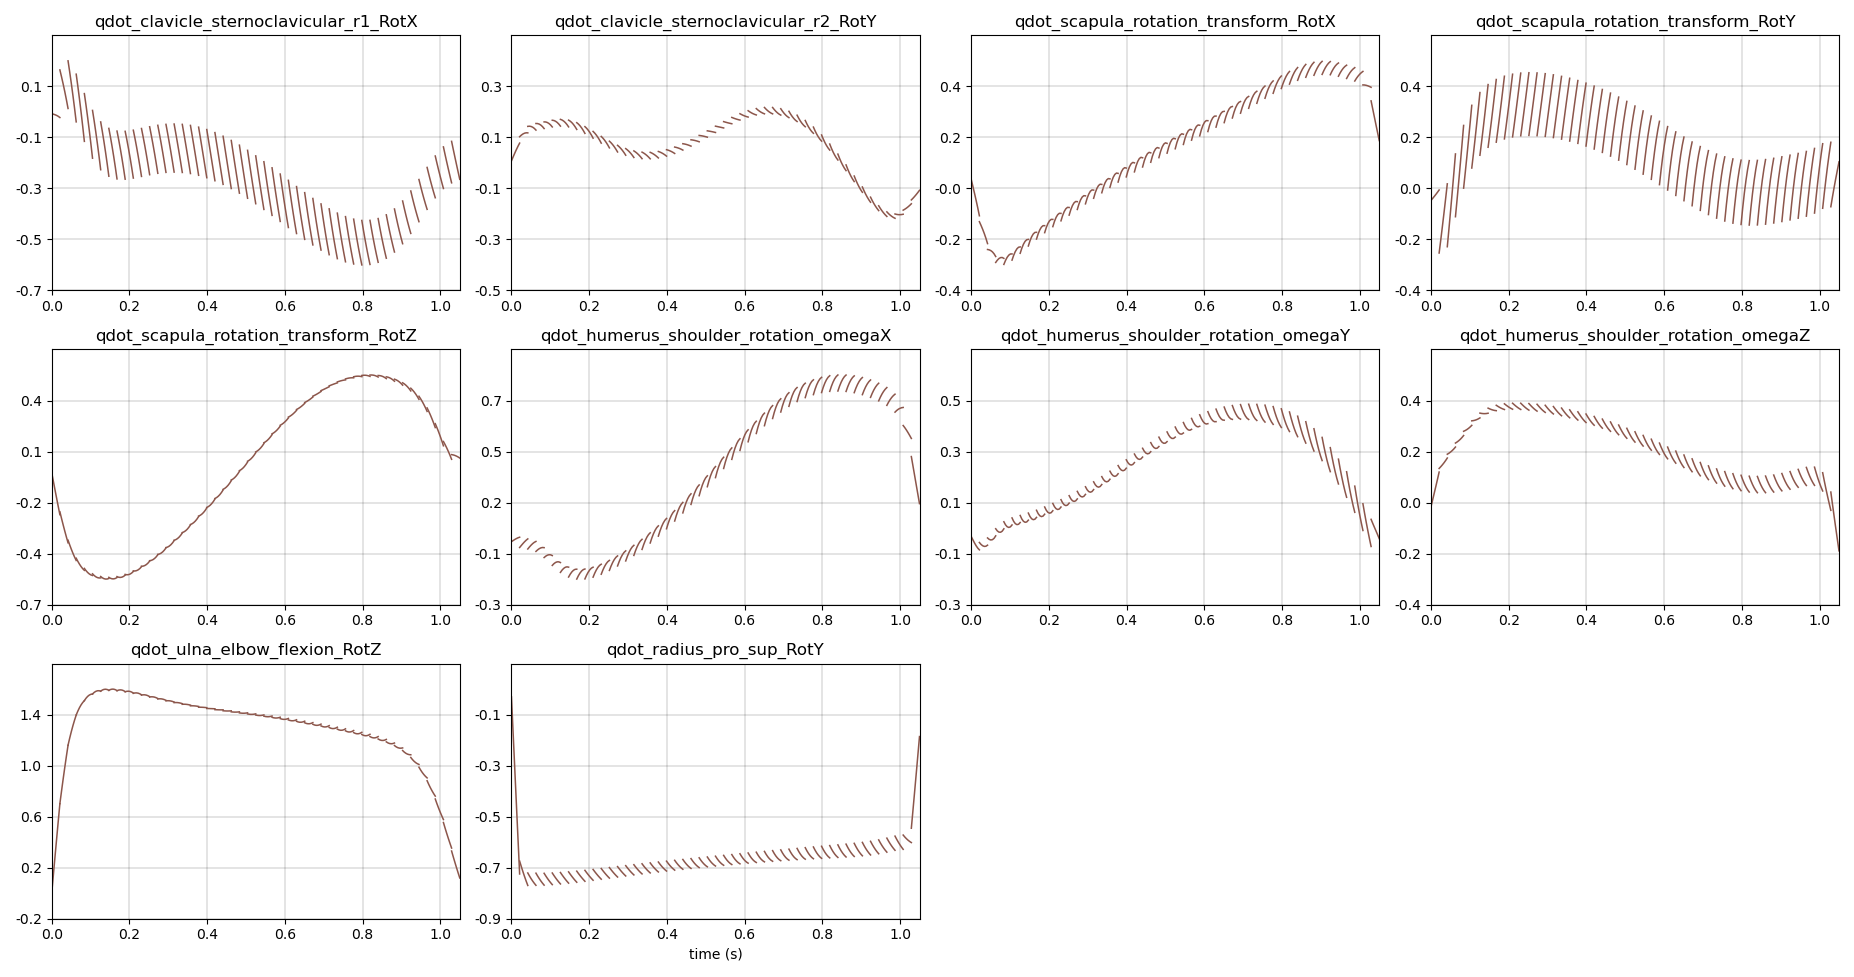 qdot_clavicle_sternoclavicular_r1_RotX
0.1
-0.1
-0.3
-0.5
-0.7
0.0 0.2 0.4 0.6 0.8 1.0
qdot_clavicle_sternoclavicular_r2_RotY
0.3
0.1
-0.1
-0.3
-0.5
0.0 0.2 0.4 0.6 0.8 1.0
qdot_scapula_rotation_transform_RotX
0.4
0.2
-0.0
-0.2
-0.4
0.0 0.2 0.4 0.6 0.8 1.0
qdot_scapula_rotation_transform_RotY
0.4
0.2
0.0
-0.2
-0.4
0.0 0.2 0.4 0.6 0.8 1.0
qdot_scapula_rotation_transform_RotZ
0.4
0.1
-0.2
-0.4
-0.7
0.0 0.2 0.4 0.6 0.8 1.0
qdot_humerus_shoulder_rotation_omegaX
0.7
0.5
0.2
-0.1
-0.3
0.0 0.2 0.4 0.6 0.8 1.0
qdot_humerus_shoulder_rotation_omegaY
0.5
0.3
0.1
-0.1
-0.3
0.0 0.2 0.4 0.6 0.8 1.0
qdot_humerus_shoulder_rotation_omegaZ
0.4
0.2
0.0
-0.2
-0.4
0.0 0.2 0.4 0.6 0.8 1.0
qdot_ulna_elbow_flexion_RotZ
1.4
1.0
0.6
0.2
-0.2
0.0 0.2 0.4 0.6 0.8 1.0
qdot_radius_pro_sup_RotY
-0.1
-0.3
-0.5
-0.7
-0.9
0.0 0.2 0.4 0.6 0.8 1.0
time (s)